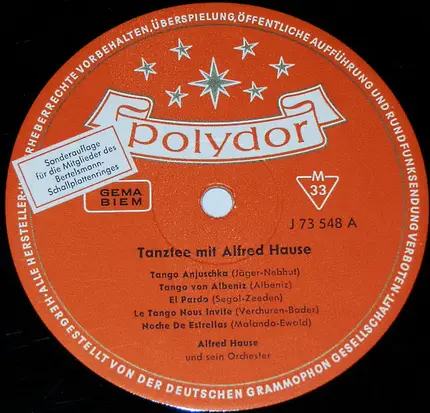 ALLE HERSTELLER- U HEBERRECHTE VORBEHALTEN, ÜBERSPIELUNG, ÖFFENTLICHE AUFFÜHRUNG UND RUNDFUNKSENDUNG VERBOTEN
polydor
Sonderauflage
für die Mitglieder des
Bertelsmann-
Schallplattenringes
GEMA
BIEM
M
33
J 73 548 A
Tanztee mit Alfred Hause
Tango Anjuschka (Jäger-Nebhut)
Tango von Albeniz (Albeniz)
El Pardo (Segol-Zeeden)
Le Tango Nous Invite (Verchuren-Bader)
Noche De Estrellas (Malando-Ewald)
Alfred Hause
und sein Orchester
HERGESTELLT VON DER DEUTSCHEN GRAMMOPHON GESELLSCHAFT